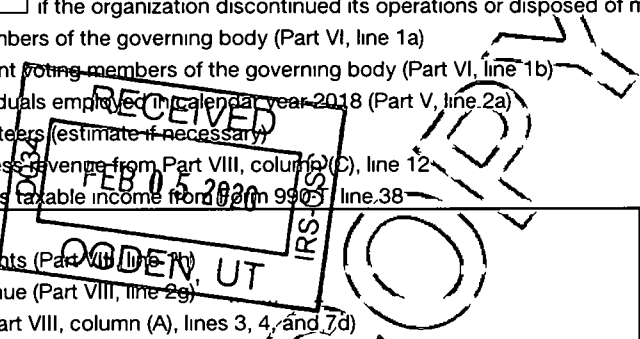 if the organization discontinued its operations or disposed of
nbers of the governing body (Part VI, line 1a)
nt voting members of the governing body (Part VI, line 1b)
duals employed in calendar year 2018 (Part V, line 2a)
teers (estimate if necessary)
ss revenue from Part VIII, column (C), line 12
s taxable income from Form 990-T, line 38
nts (Part VIII, line 1h)
nue (Part VIII, line 2g)
art VIII, column (A), lines 3, 4, and 7d)
RECEIVED
FEB 05 2020
IRS-OSC
OGDEN, UT
OPY